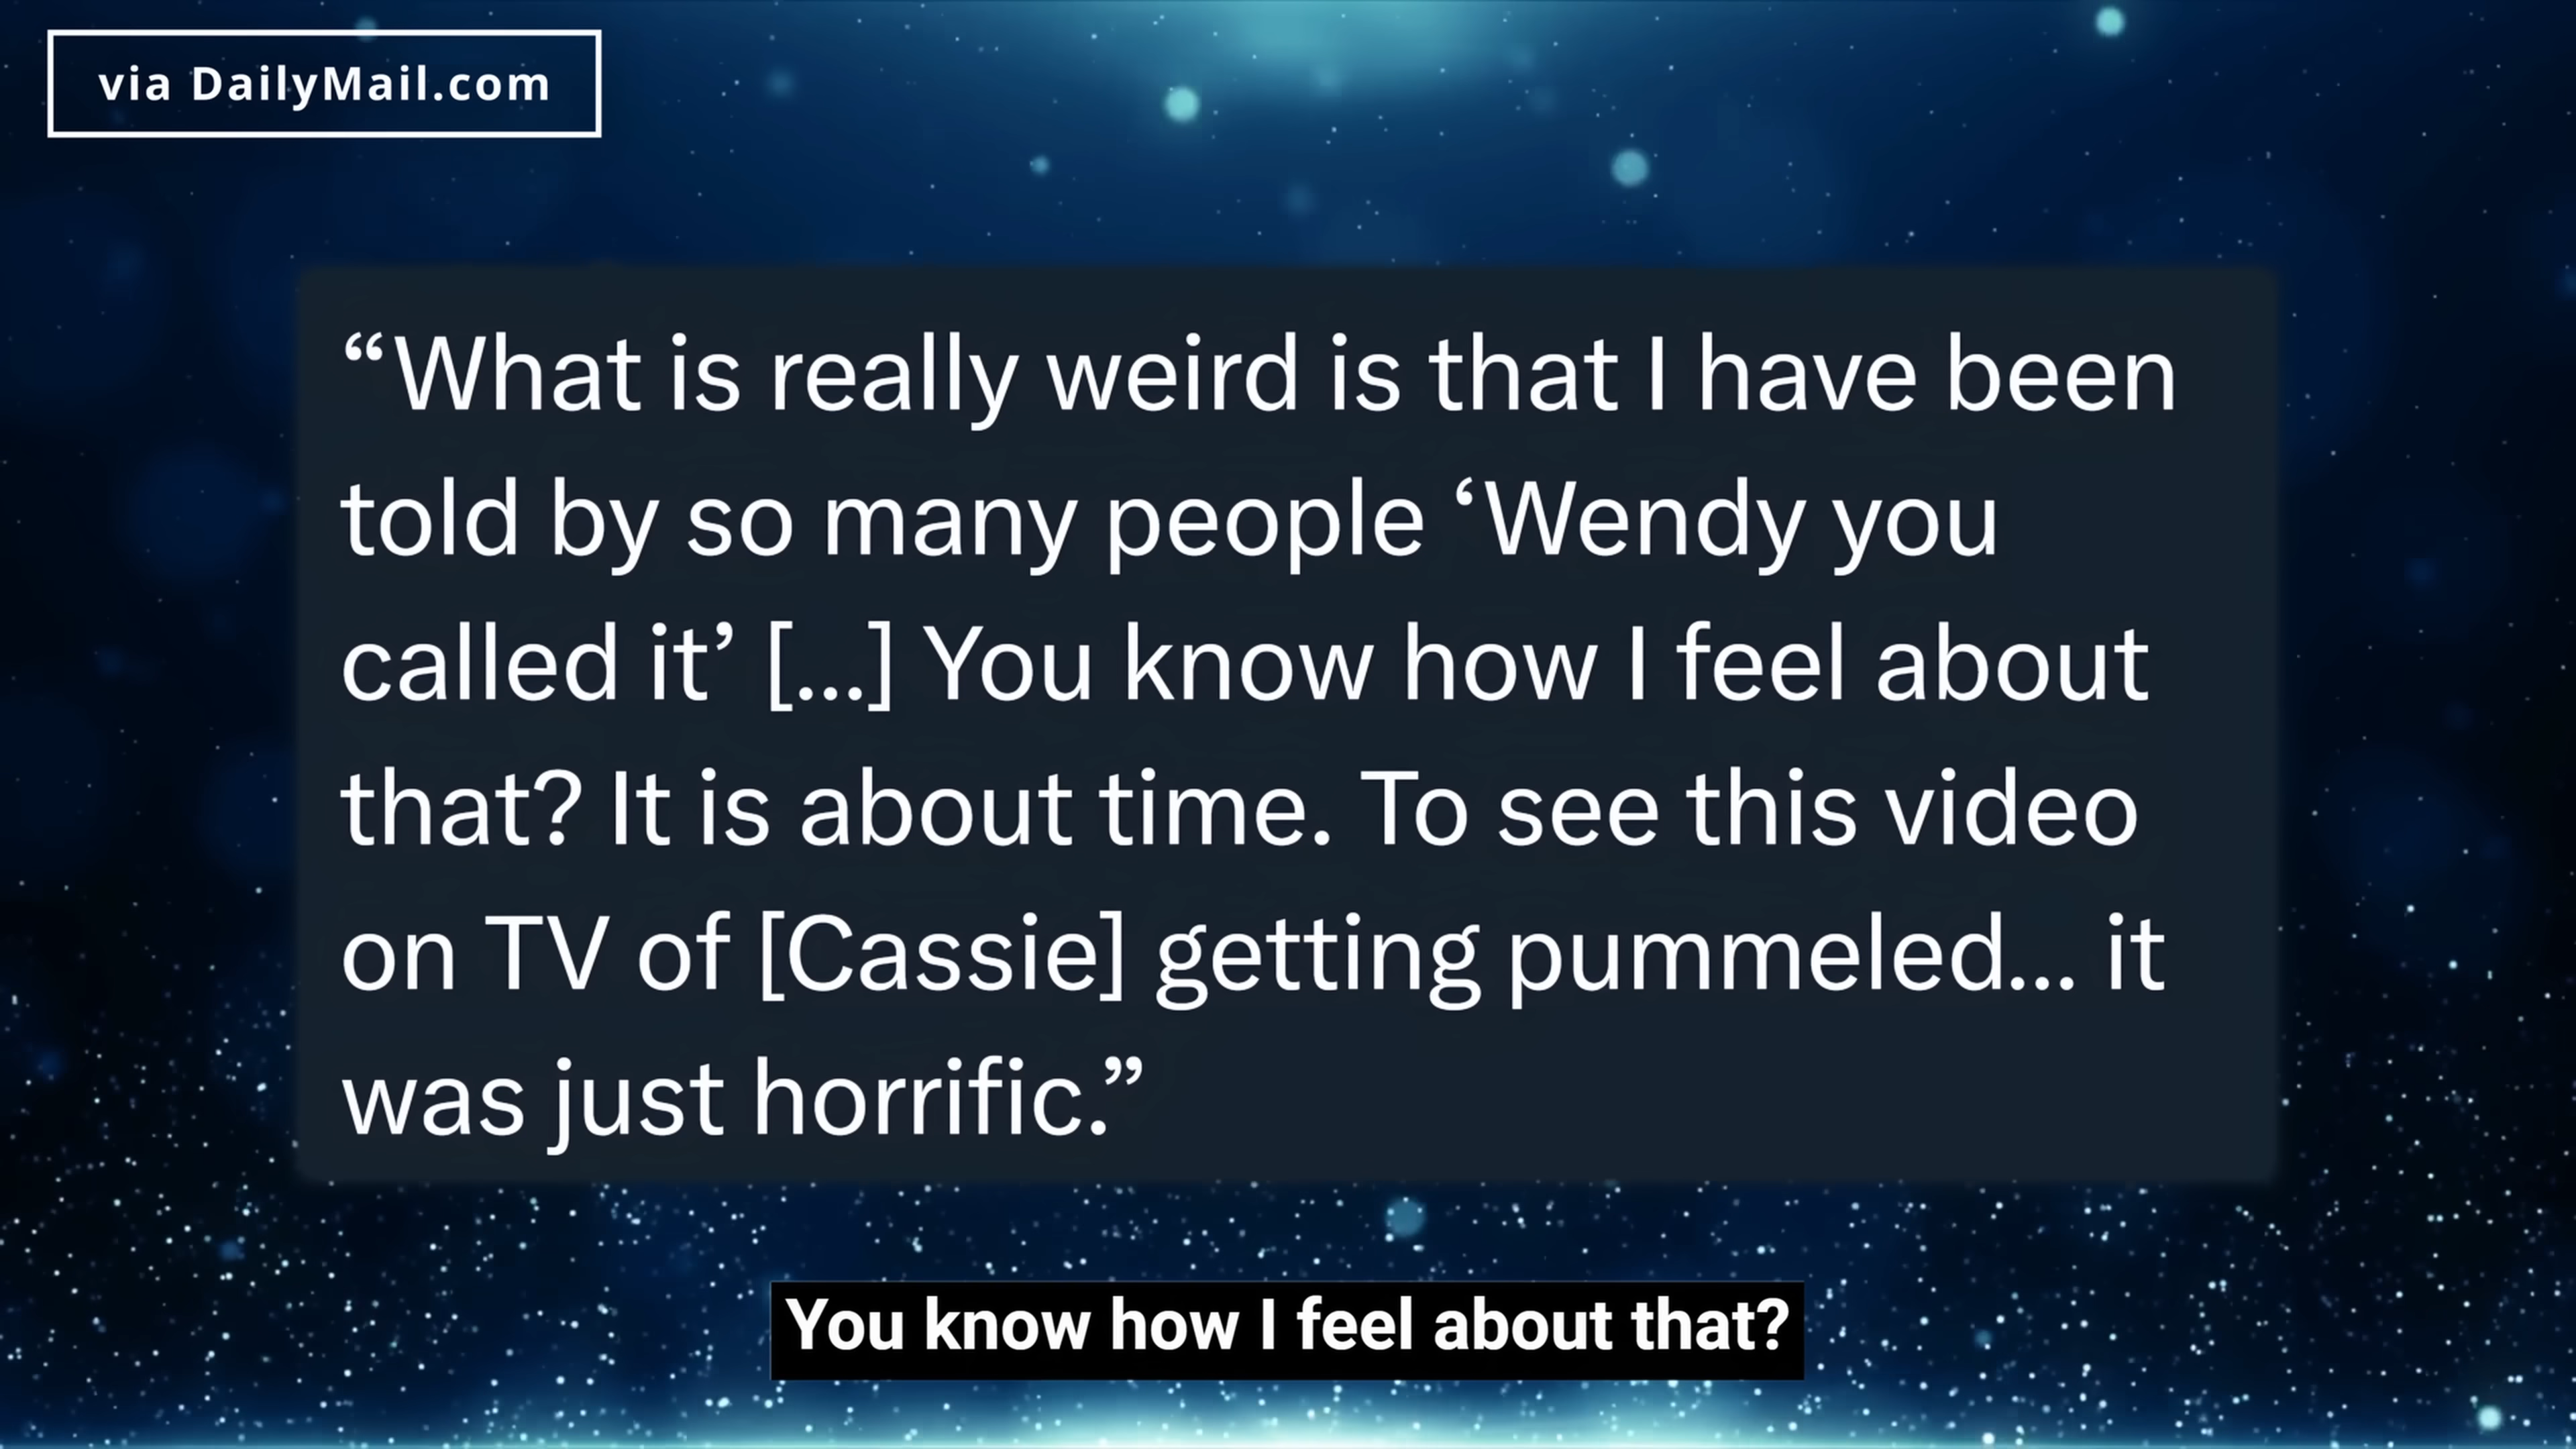 via DailyMail.com
“What is really weird is that I have been
told by so many people ‘Wendy you
called it’ [...] You know how I feel about
that? It is about time. To see this video
on TV of [Cassie] getting pummeled... it
was just horrific.”
You know how I feel about that?